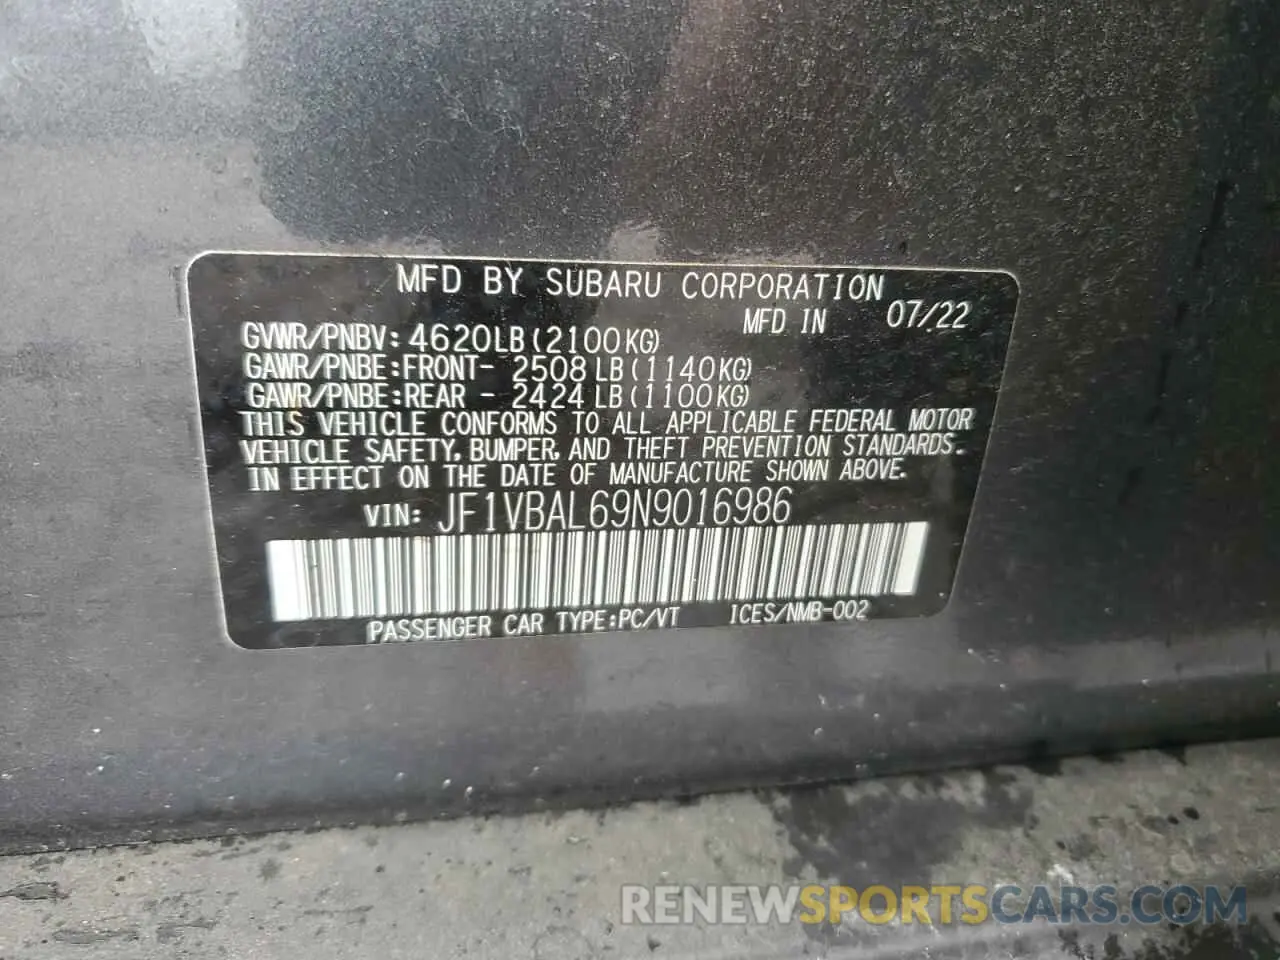 MFD BY SUBARU CORPORATION
MFD IN 07/22
GVWR/PNBV: 4620LB(2100KG)
GAWR/PNBE:FRONT- 2508 LB(1140KG)
GAWR/PNBE:REAR - 2424 LB(1100KG)
THIS VEHICLE CONFORMS TO ALL APPLICABLE FEDERAL MOTOR
VEHICLE SAFETY, BUMPER, AND THEFT PREVENTION STANDARDS.
IN EFFECT ON THE DATE OF MANUFACTURE SHOWN ABOVE.
VIN: JF1VBAL69N9016986
PASSENGER CAR TYPE:PC/VT ICES/NMB-002
RENEWSPORTSCARS.COM